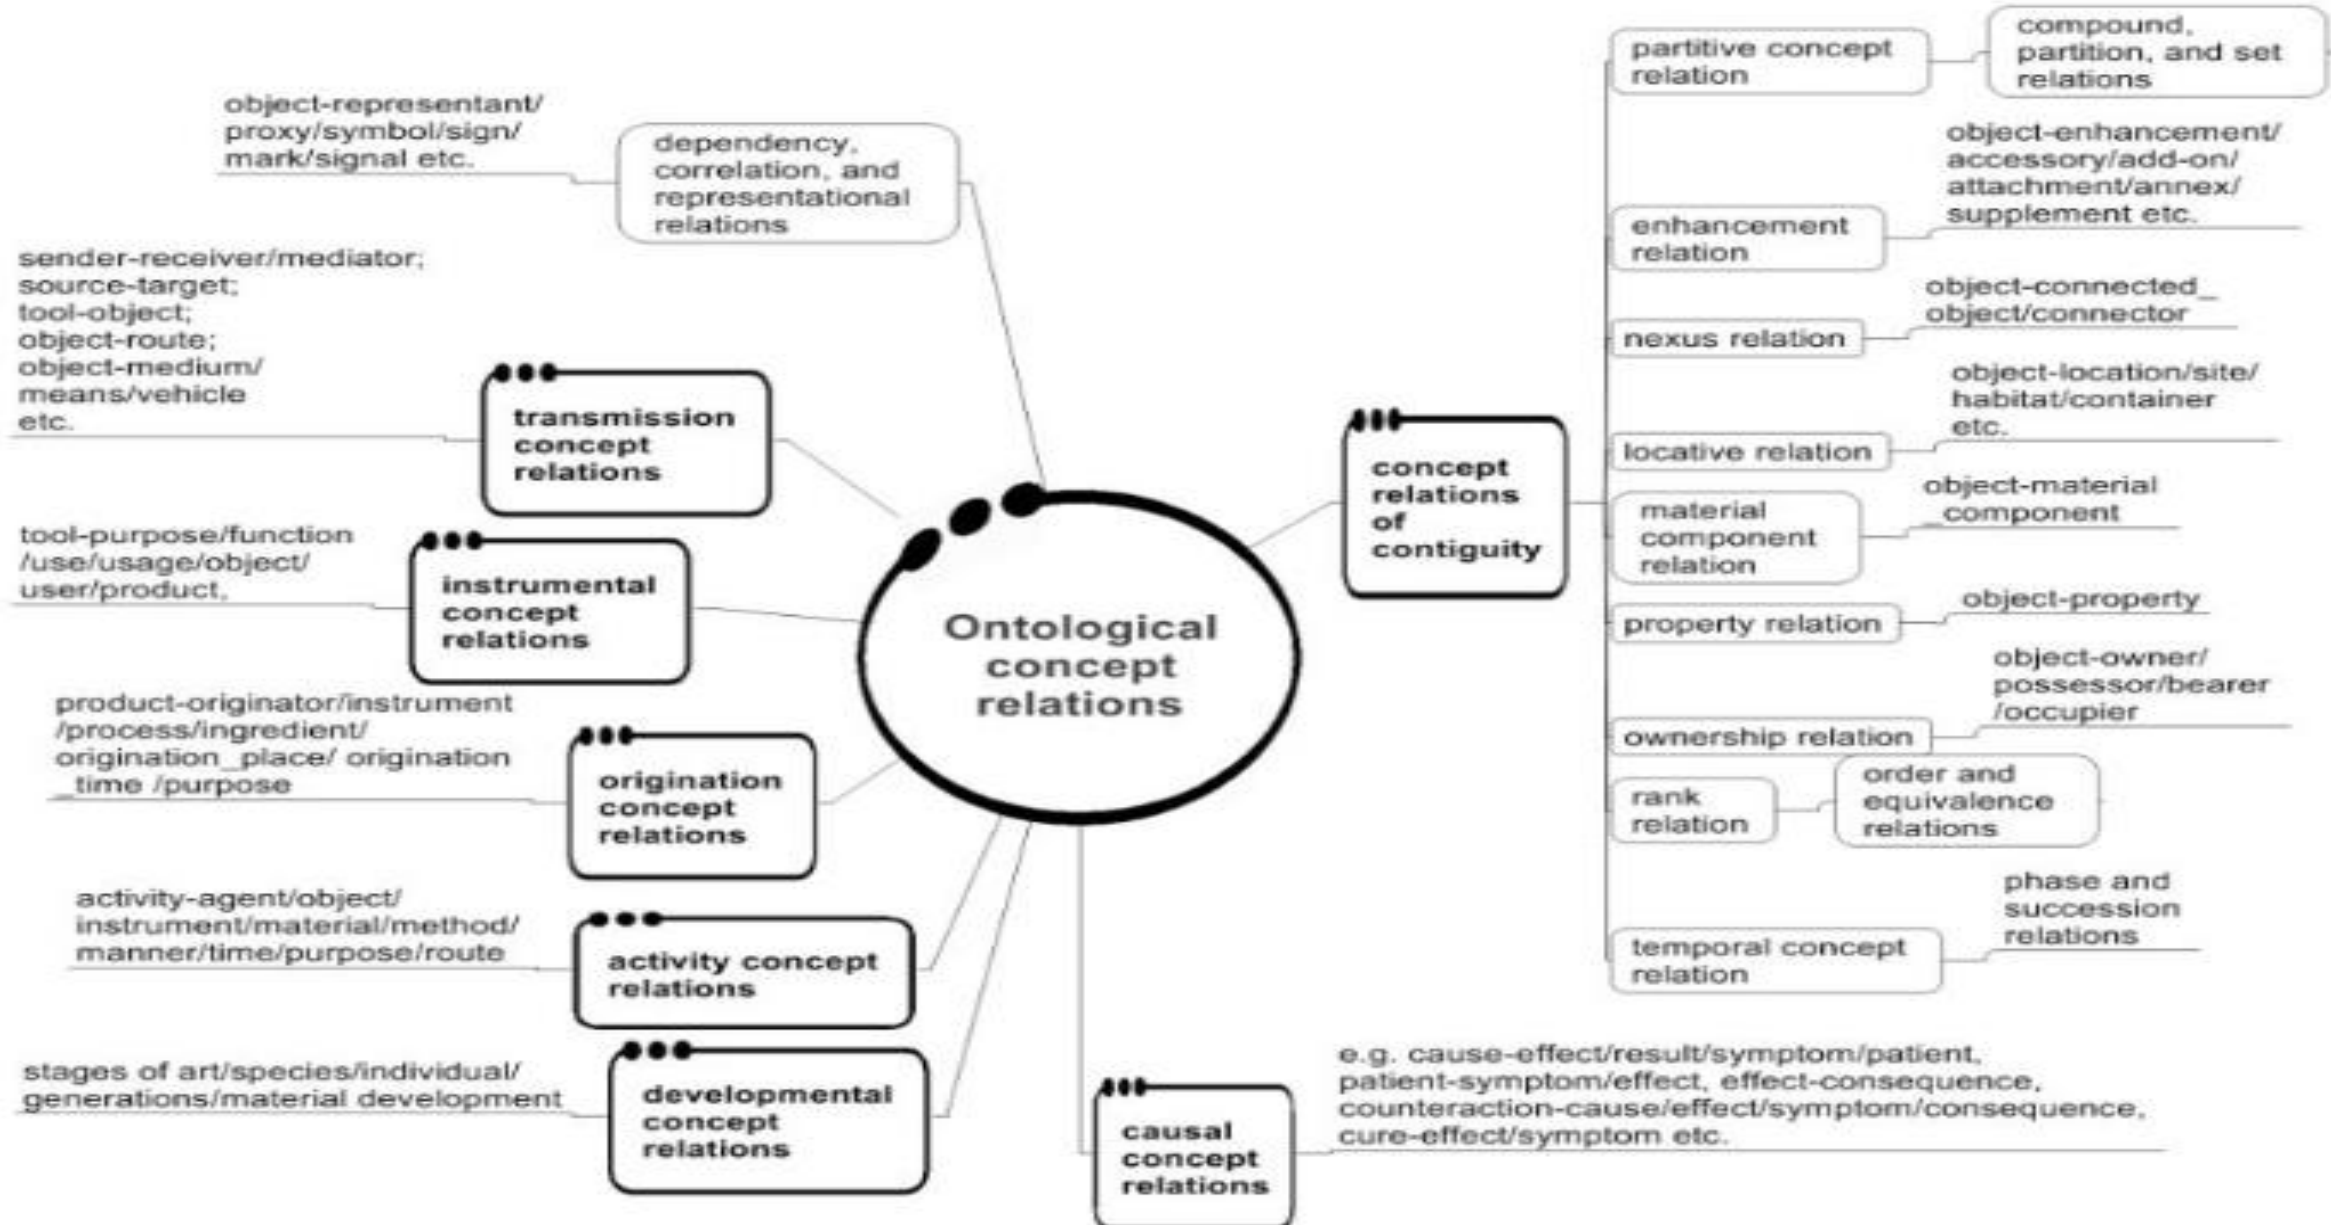 Ontological
concept
relations
concept
relations
of
contiguity
partitive concept
relation
compound,
partition, and set
relations
enhancement
relation
object-enhancement/
accessory/add-on/
attachment/annex/
supplement etc.
nexus relation
object-connected_
object/connector
locative relation
object-location/site/
habitat/container
etc.
material
component
relation
object-material
_component
property relation
object-property
ownership relation
object-owner/
possessor/bearer
/occupier
rank
relation
order and
equivalence
relations
temporal concept
relation
phase and
succession
relations
causal
concept
relations
e.g. cause-effect/result/symptom/patient,
patient-symptom/effect, effect-consequence,
counteraction-cause/effect/symptom/consequence,
cure-effect/symptom etc.
dependency,
correlation, and
representational
relations
object-representant/
proxy/symbol/sign/
mark/signal etc.
transmission
concept
relations
sender-receiver/mediator;
source-target;
tool-object;
object-route;
object-medium/
means/vehicle
etc.
instrumental
concept
relations
tool-purpose/function
/use/usage/object/
user/product,
origination
concept
relations
product-originator/instrument
/process/ingredient/
origination_place/ origination
_time /purpose
activity concept
relations
activity-agent/object/
instrument/material/method/
manner/time/purpose/route
developmental
concept
relations
stages of art/species/individual/
generations/material development